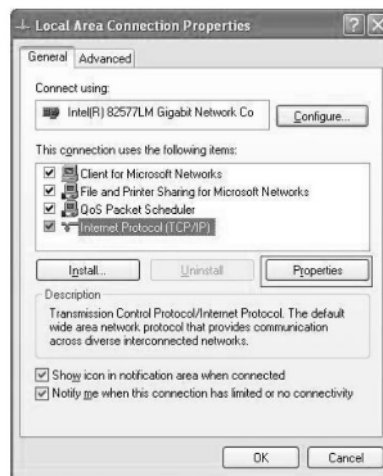 Local Area Connection Properties
General
Advanced
Connect using:
Intel(R) 82577LM Gigabit Network Co
Configure...
This connection uses the following items:
Client for Microsoft Networks
File and Printer Sharing for Microsoft Networks
QoS Packet Scheduler
Internet Protocol (TCP/IP)
Install...
Uninstall
Properties
Description
Transmission Control Protocol/Internet Protocol. The default
wide area network protocol that provides communication
across diverse interconnected networks.
Show icon in notification area when connected
Notify me when this connection has limited or no connectivity
OK
Cancel